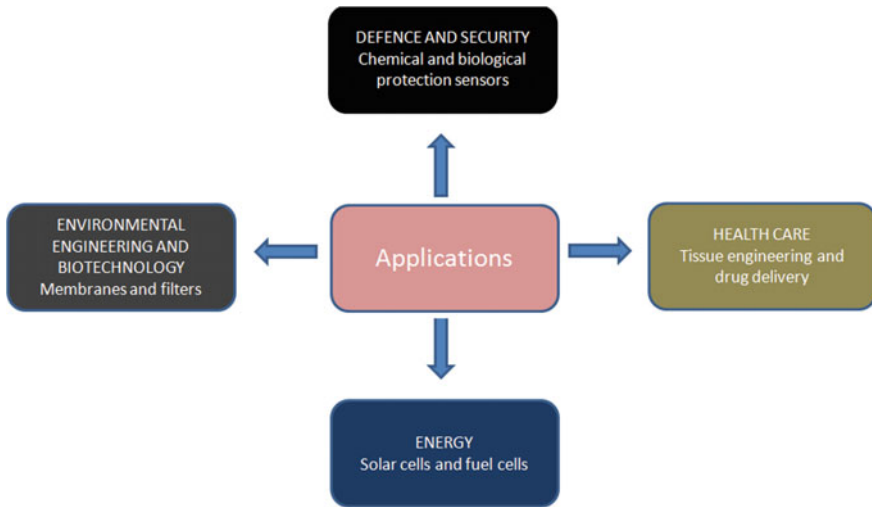 DEFENCE AND SECURITY
Chemical and biological
protection sensors
ENVIRONMENTAL
ENGINEERING AND
BIOTECHNOLOGY
Membranes and filters
Applications
HEALTH CARE
Tissue engineering and
drug delivery
ENERGY
Solar cells and fuel cells